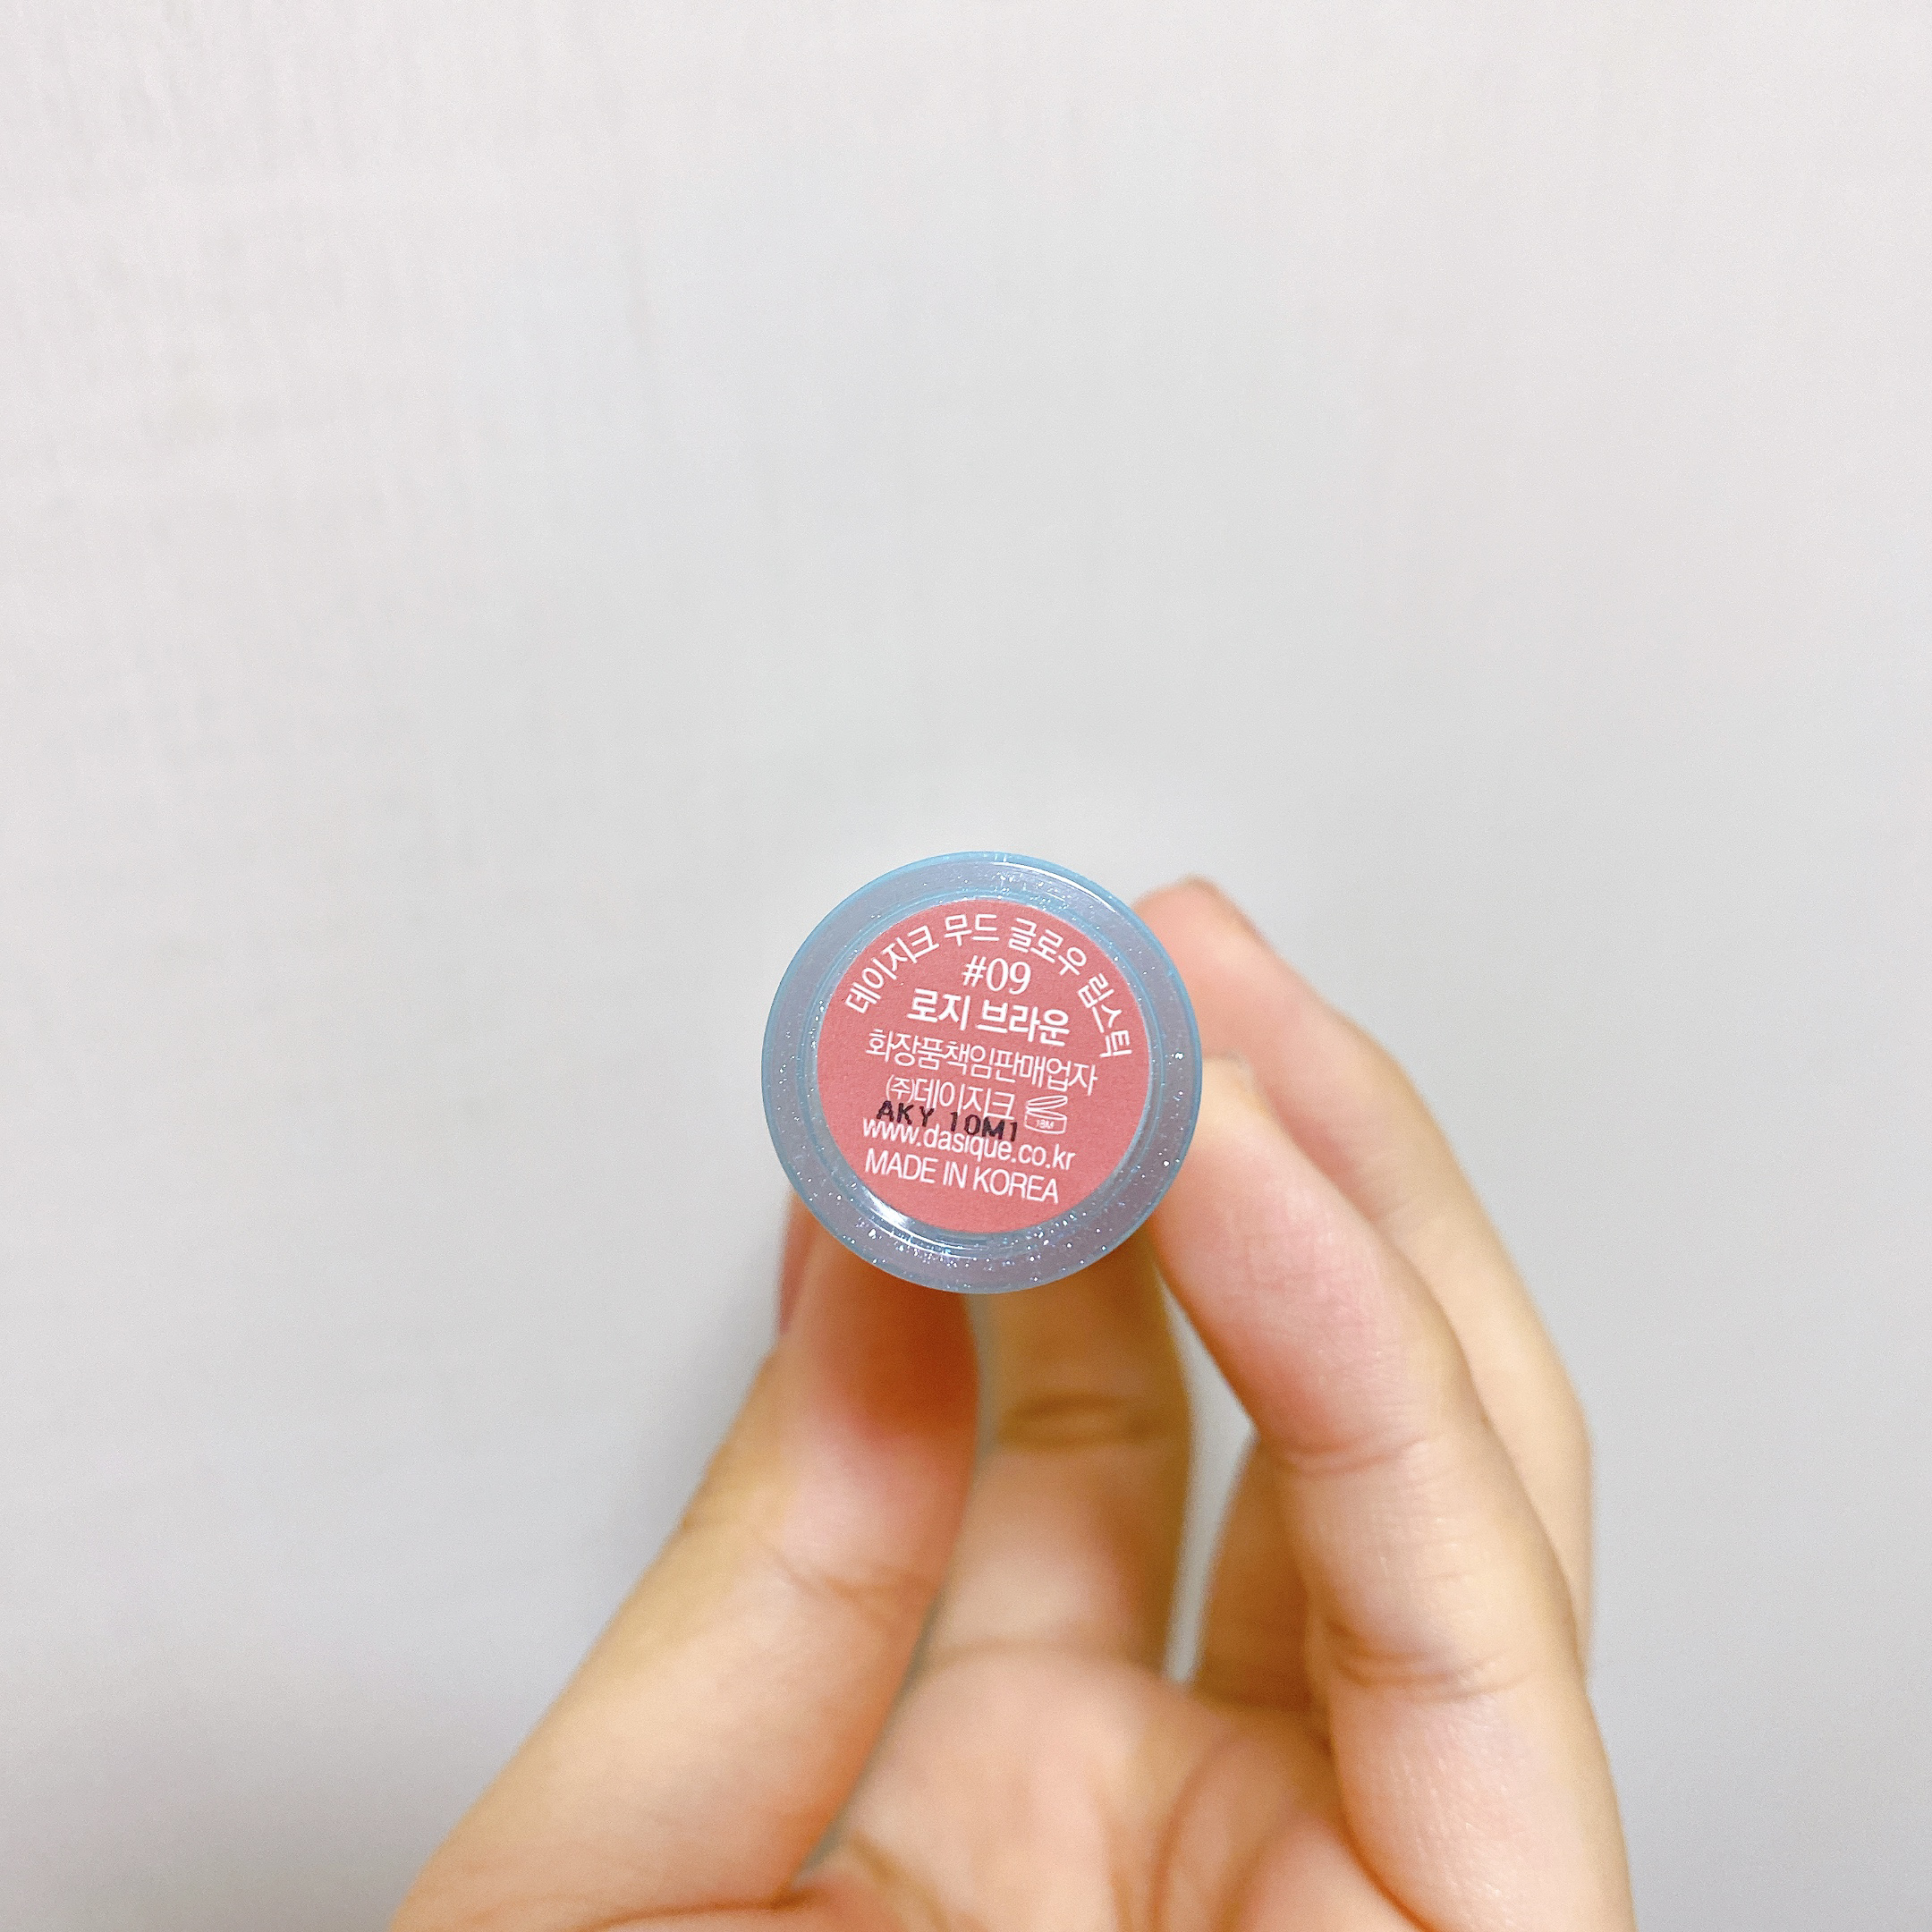 데이지크 무드 글로우 립스틱
#09
로지 브라운
화장품책임판매업자
(주)데이지크
18M
AKY 10M1
www.dasique.co.kr
MADE IN KOREA